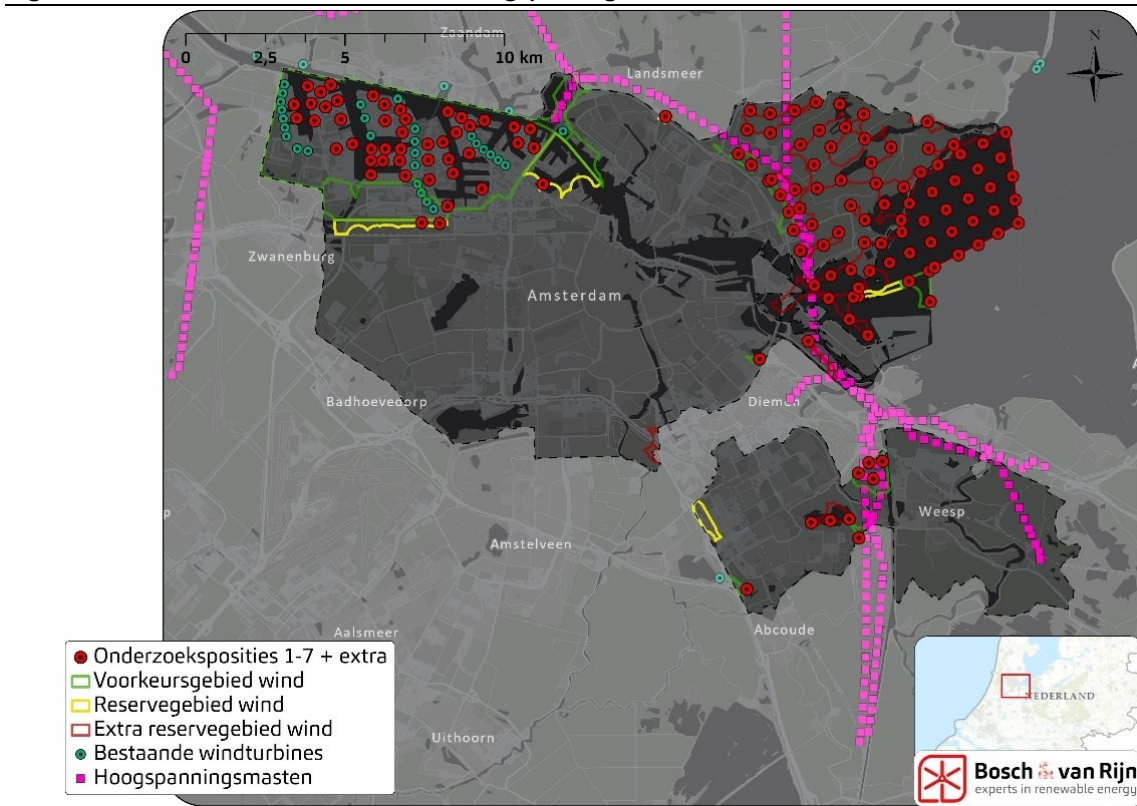 Zaandam
0 2,5 5 10 km
Landsmeer
N
Zwanenburg
Amsterdam
Badhoevedorp
Diemen
Weesp
Amstelveen
Aalsmeer
Abcoude
Uithoorn
Onderzoeksposities 1-7 + extra
Voorkeursgebied wind
Reservegebied wind
Extra reservegebied wind
Bestaande windturbines
Hoogspanningsmasten
NEDERLAND
Bosch & van Rijn
experts in renewable energy